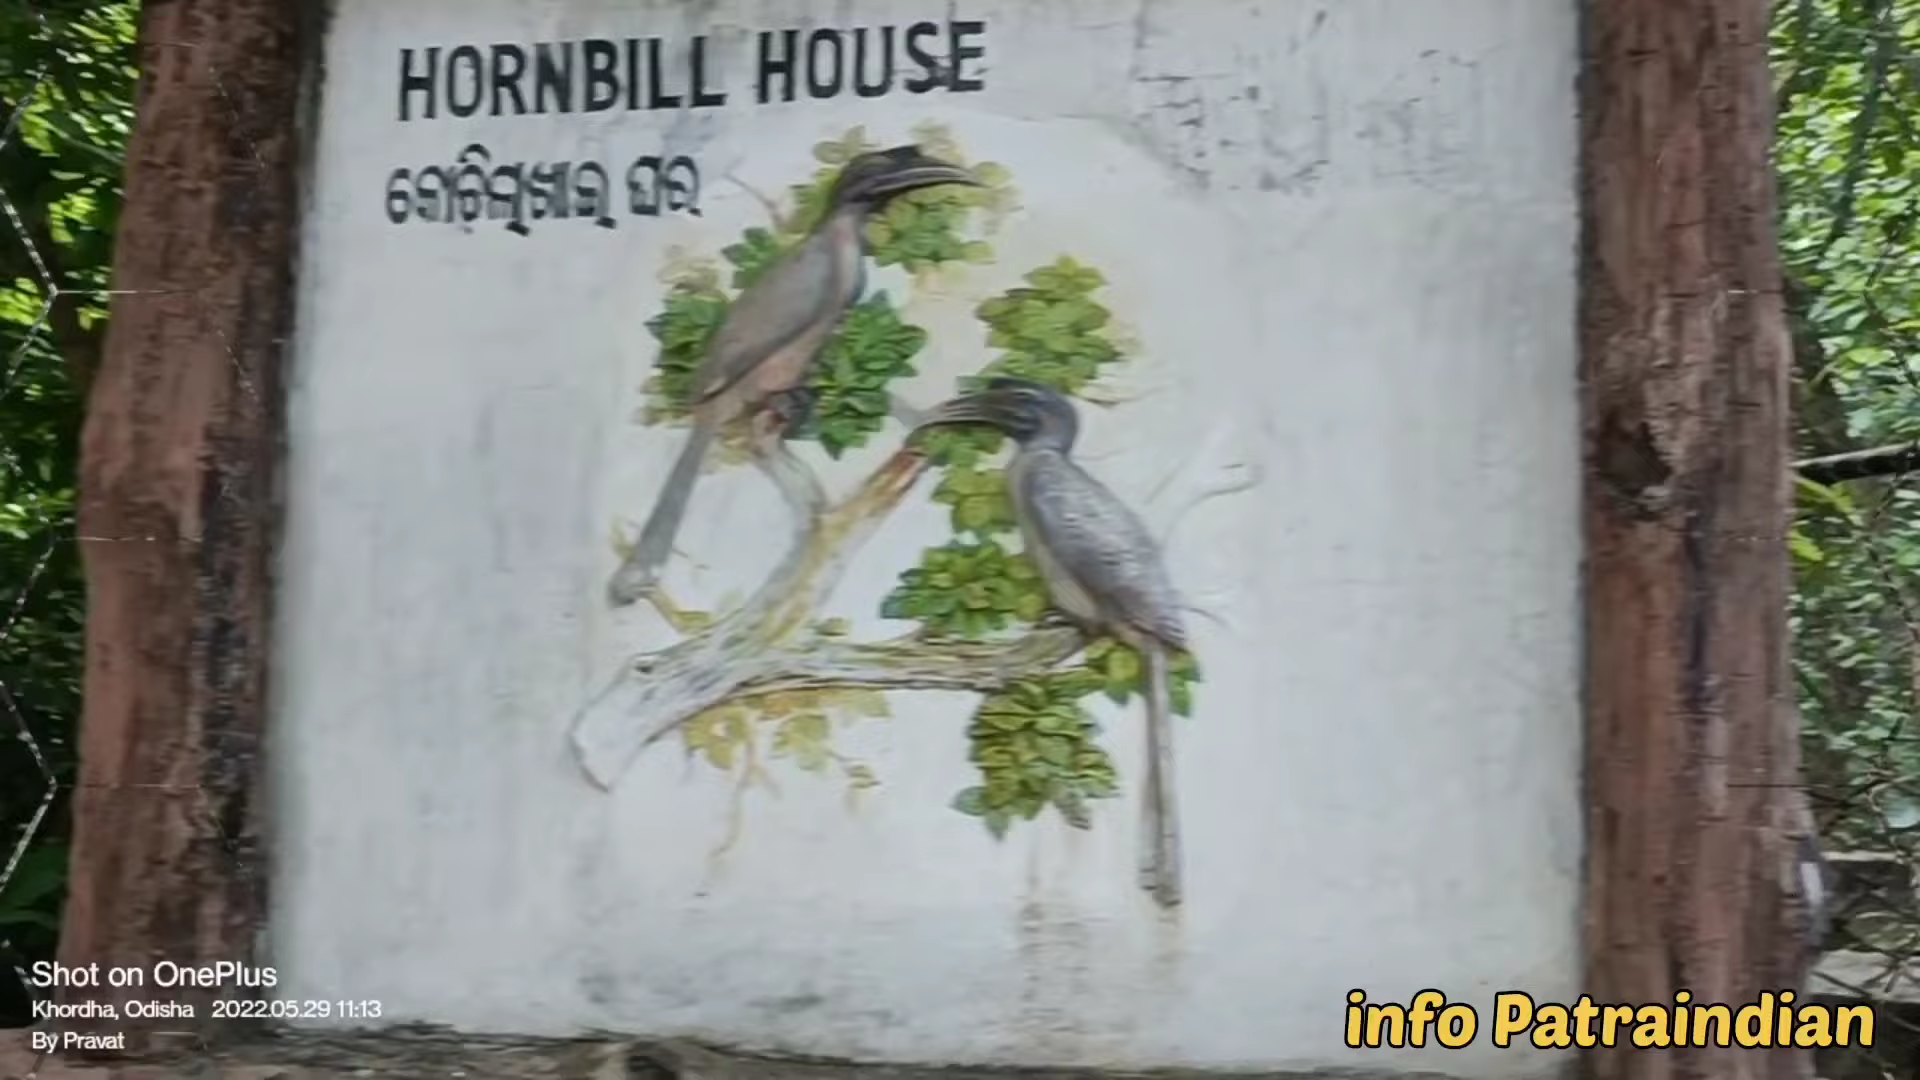 HORNBILL HOUSE
କୋଚିଳାଖାଇ ଘର
Shot on OnePlus
Khordha, Odisha 2022.05.29 11:13
By Pravat
info Patraindian